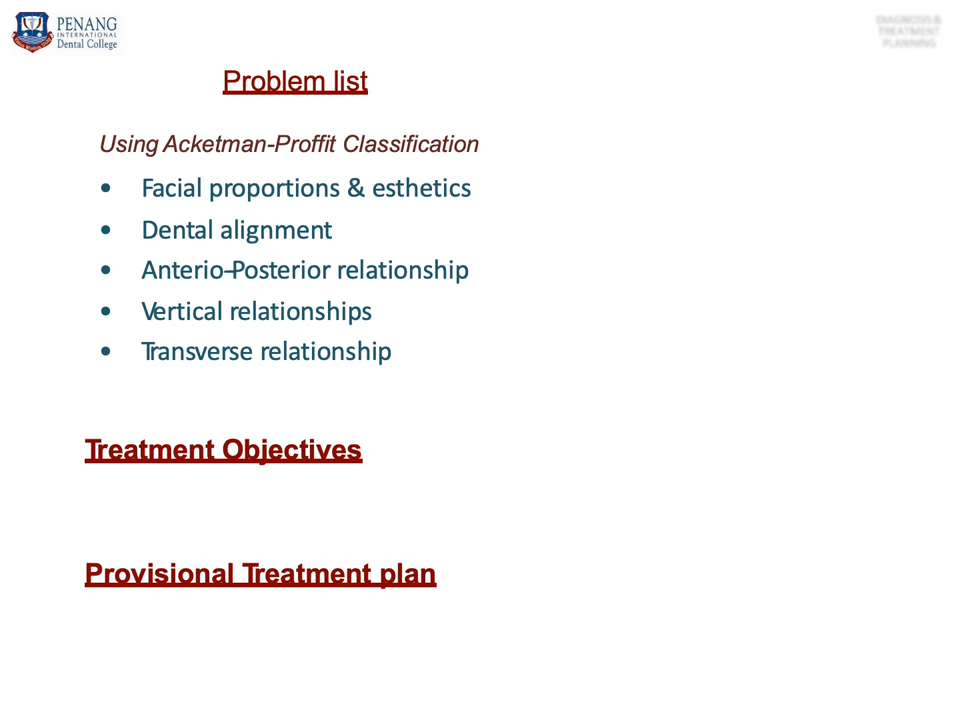 PENANG
INTERNATIONAL
Dental College
DIAGNOSIS &
TREATMENT
PLANNING
Problem list
Using Acketman-Proffit Classification
• Facial proportions & esthetics
• Dental alignment
• Anterio-Posterior relationship
• Vertical relationships
• Transverse relationship
Treatment Objectives
Provisional Treatment plan